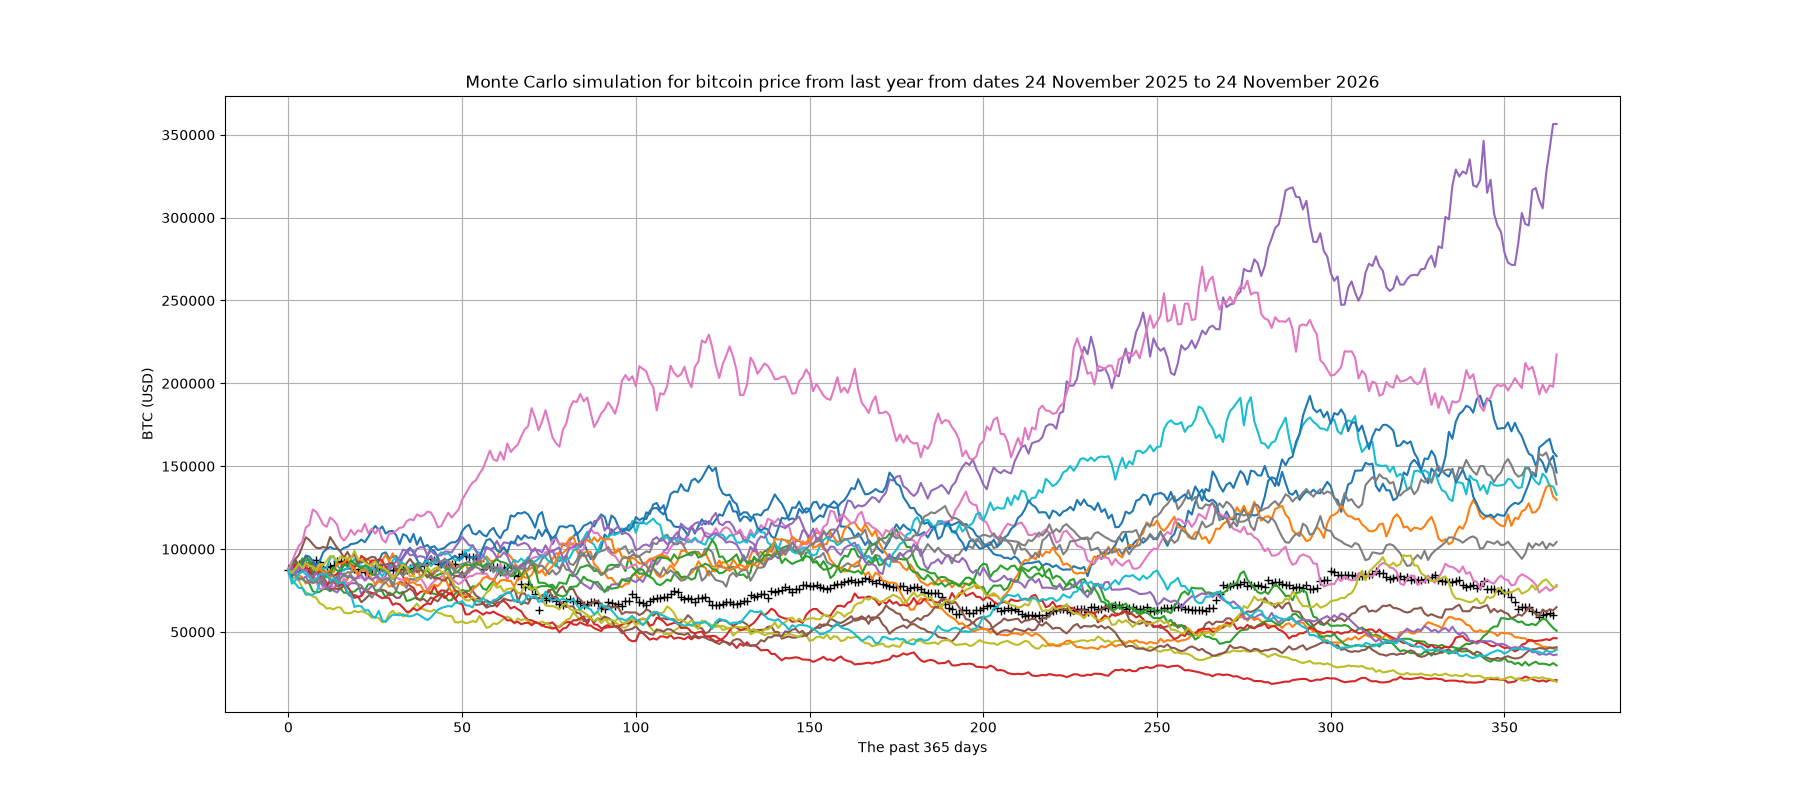 Monte Carlo simulation for bitcoin price from last year from dates 24 November 2025 to 24 November 2026
350000
300000
250000
200000
150000
100000
50000
BTC (USD)
0 50 100 150 200 250 300 350
The past 365 days